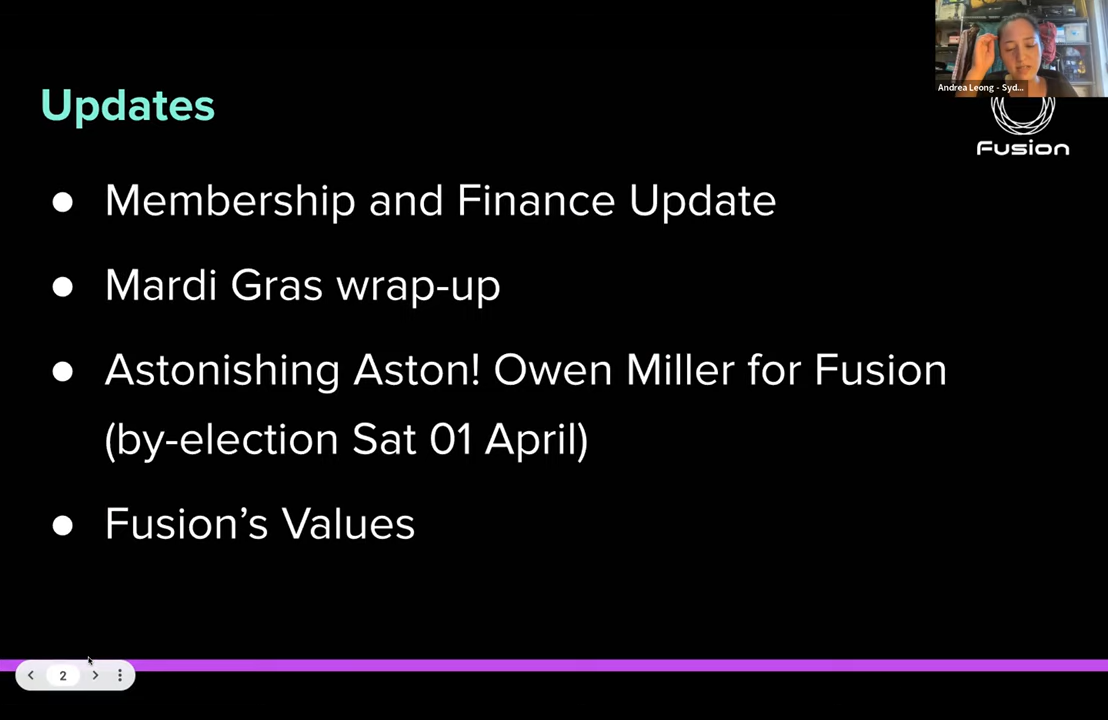 Andrea Leong - Syd...
Updates
Fusion
● Membership and Finance Update
● Mardi Gras wrap-up
● Astonishing Aston! Owen Miller for Fusion
(by-election Sat 01 April)
● Fusion’s Values
2